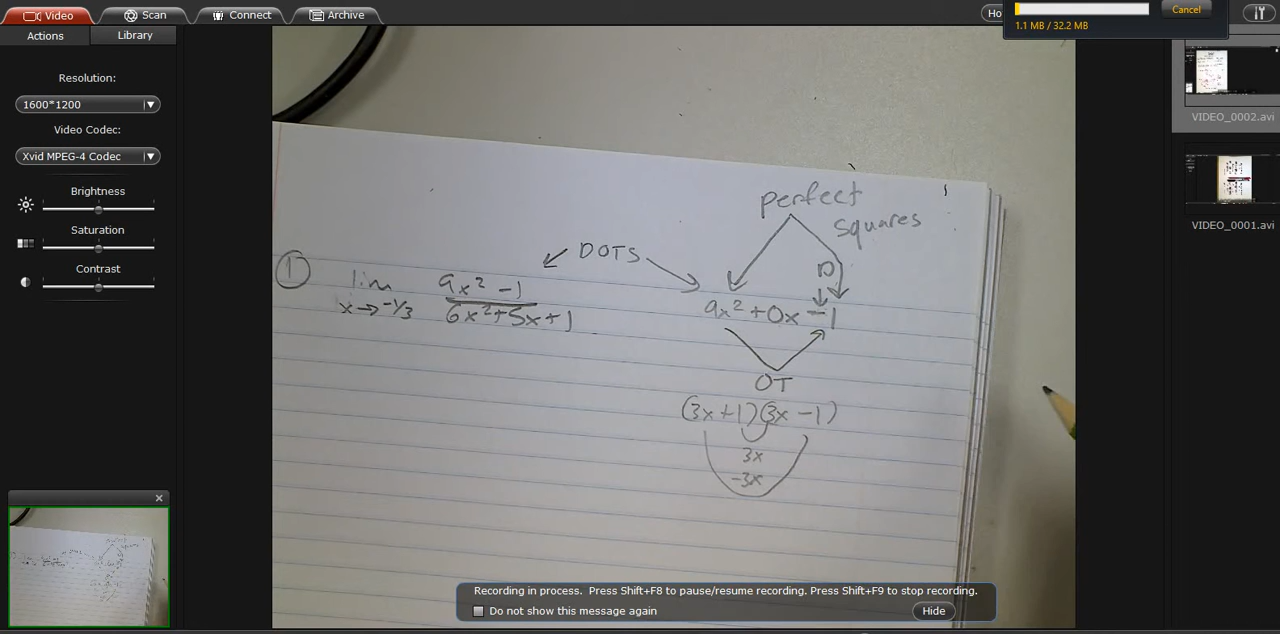 Video
Scan
Connect
Archive
Ho
Cancel
1.1 MB / 32.2 MB
Actions
Library
Resolution:
1600*1200
Video Codec:
Xvid MPEG-4 Codec
Brightness
Saturation
Contrast
VIDEO_0002.avi
VIDEO_0001.avi
perfect
squares
DOTS
D
① lim 9x² -1
x→-1/3 6x²+5x+1
9x²+0x-1
OT
(3x+1)(3x-1)
3x
-3x
Recording in process. Press Shift+F8 to pause/resume recording. Press Shift+F9 to stop recording.
Do not show this message again
Hide